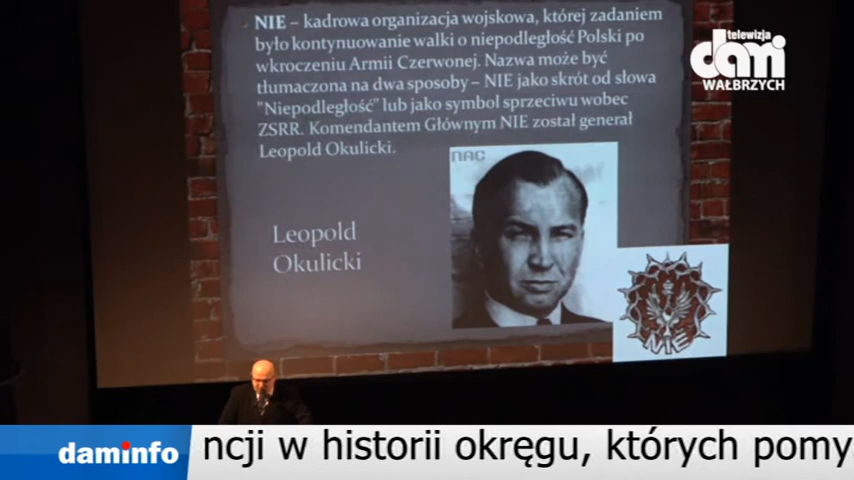 NIE – kadrowa organizacja wojskowa, której zadaniem
było kontynuowanie walki o niepodległość Polski po
wkroczeniu Armii Czerwonej. Nazwa może być
tłumaczona na dwa sposoby – NIE jako skrót od słowa
"Niepodległość" lub jako symbol sprzeciwu wobec
ZSRR. Komendantem Głównym NIE został generał
Leopold Okulicki.
telewizja
dami
WAŁBRZYCH
NAC
Leopold
Okulicki
NIE
daminfo
ncji w historii okręgu, których pomy